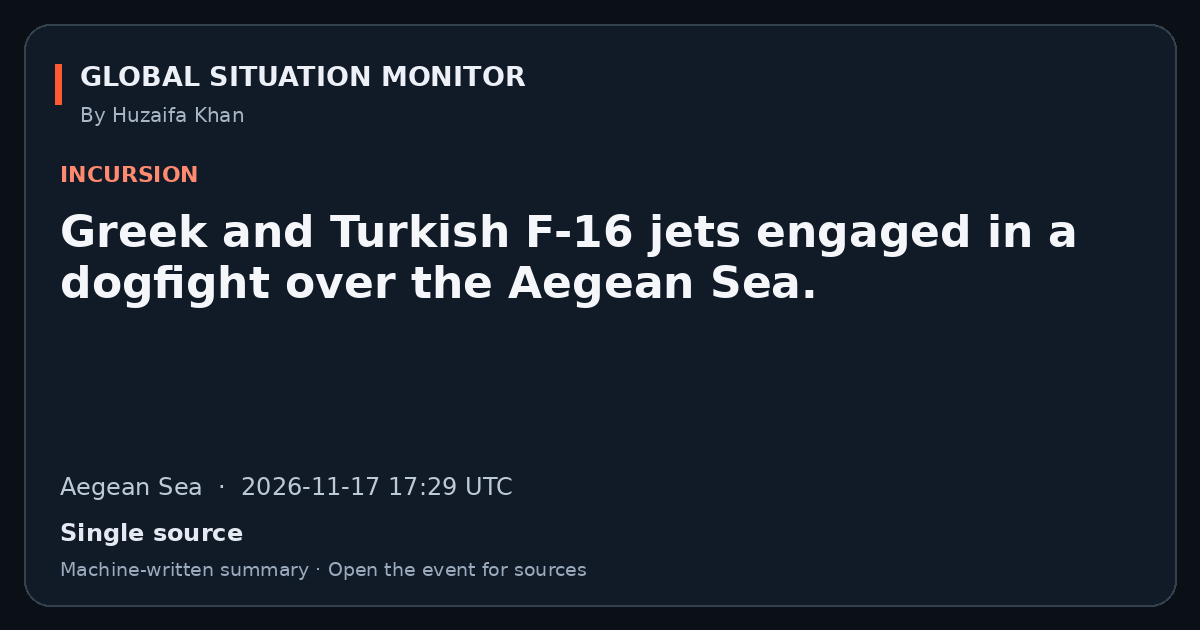 GLOBAL SITUATION MONITOR
By Huzaifa Khan
INCURSION
Greek and Turkish F-16 jets engaged in a
dogfight over the Aegean Sea.
Aegean Sea · 2026-11-17 17:29 UTC
Single source
Machine-written summary · Open the event for sources